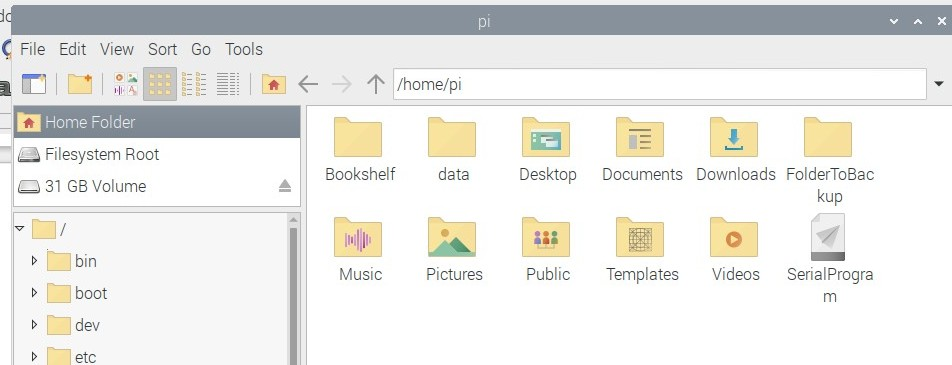 pi
File Edit View Sort Go Tools
/home/pi
Home Folder
Filesystem Root
31 GB Volume
/
bin
boot
dev
etc
Bookshelf data Desktop Documents Downloads FolderToBac
kup
Music Pictures Public Templates Videos SerialProgra
m